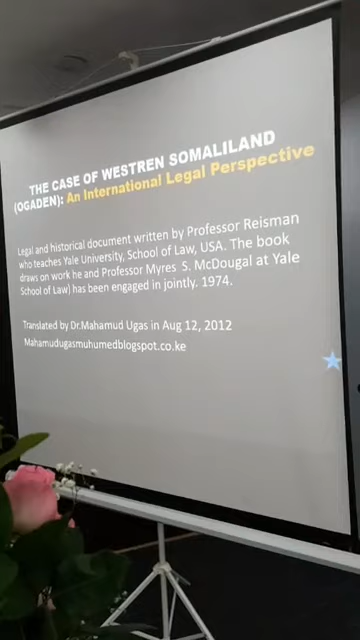 THE CASE OF WESTREN SOMALILAND
(OGADEN): An International Legal Perspective
Legal and historical document written by Professor Reisman
who teaches Yale University, School of Law, USA. The book
draws on work he and Professor Myres S. McDougal at Yale
School of Law) has been engaged in jointly. 1974.
Translated by Dr.Mahamud Ugas in Aug 12, 2012
Mahamudugasmuhumedblogspot.co.ke